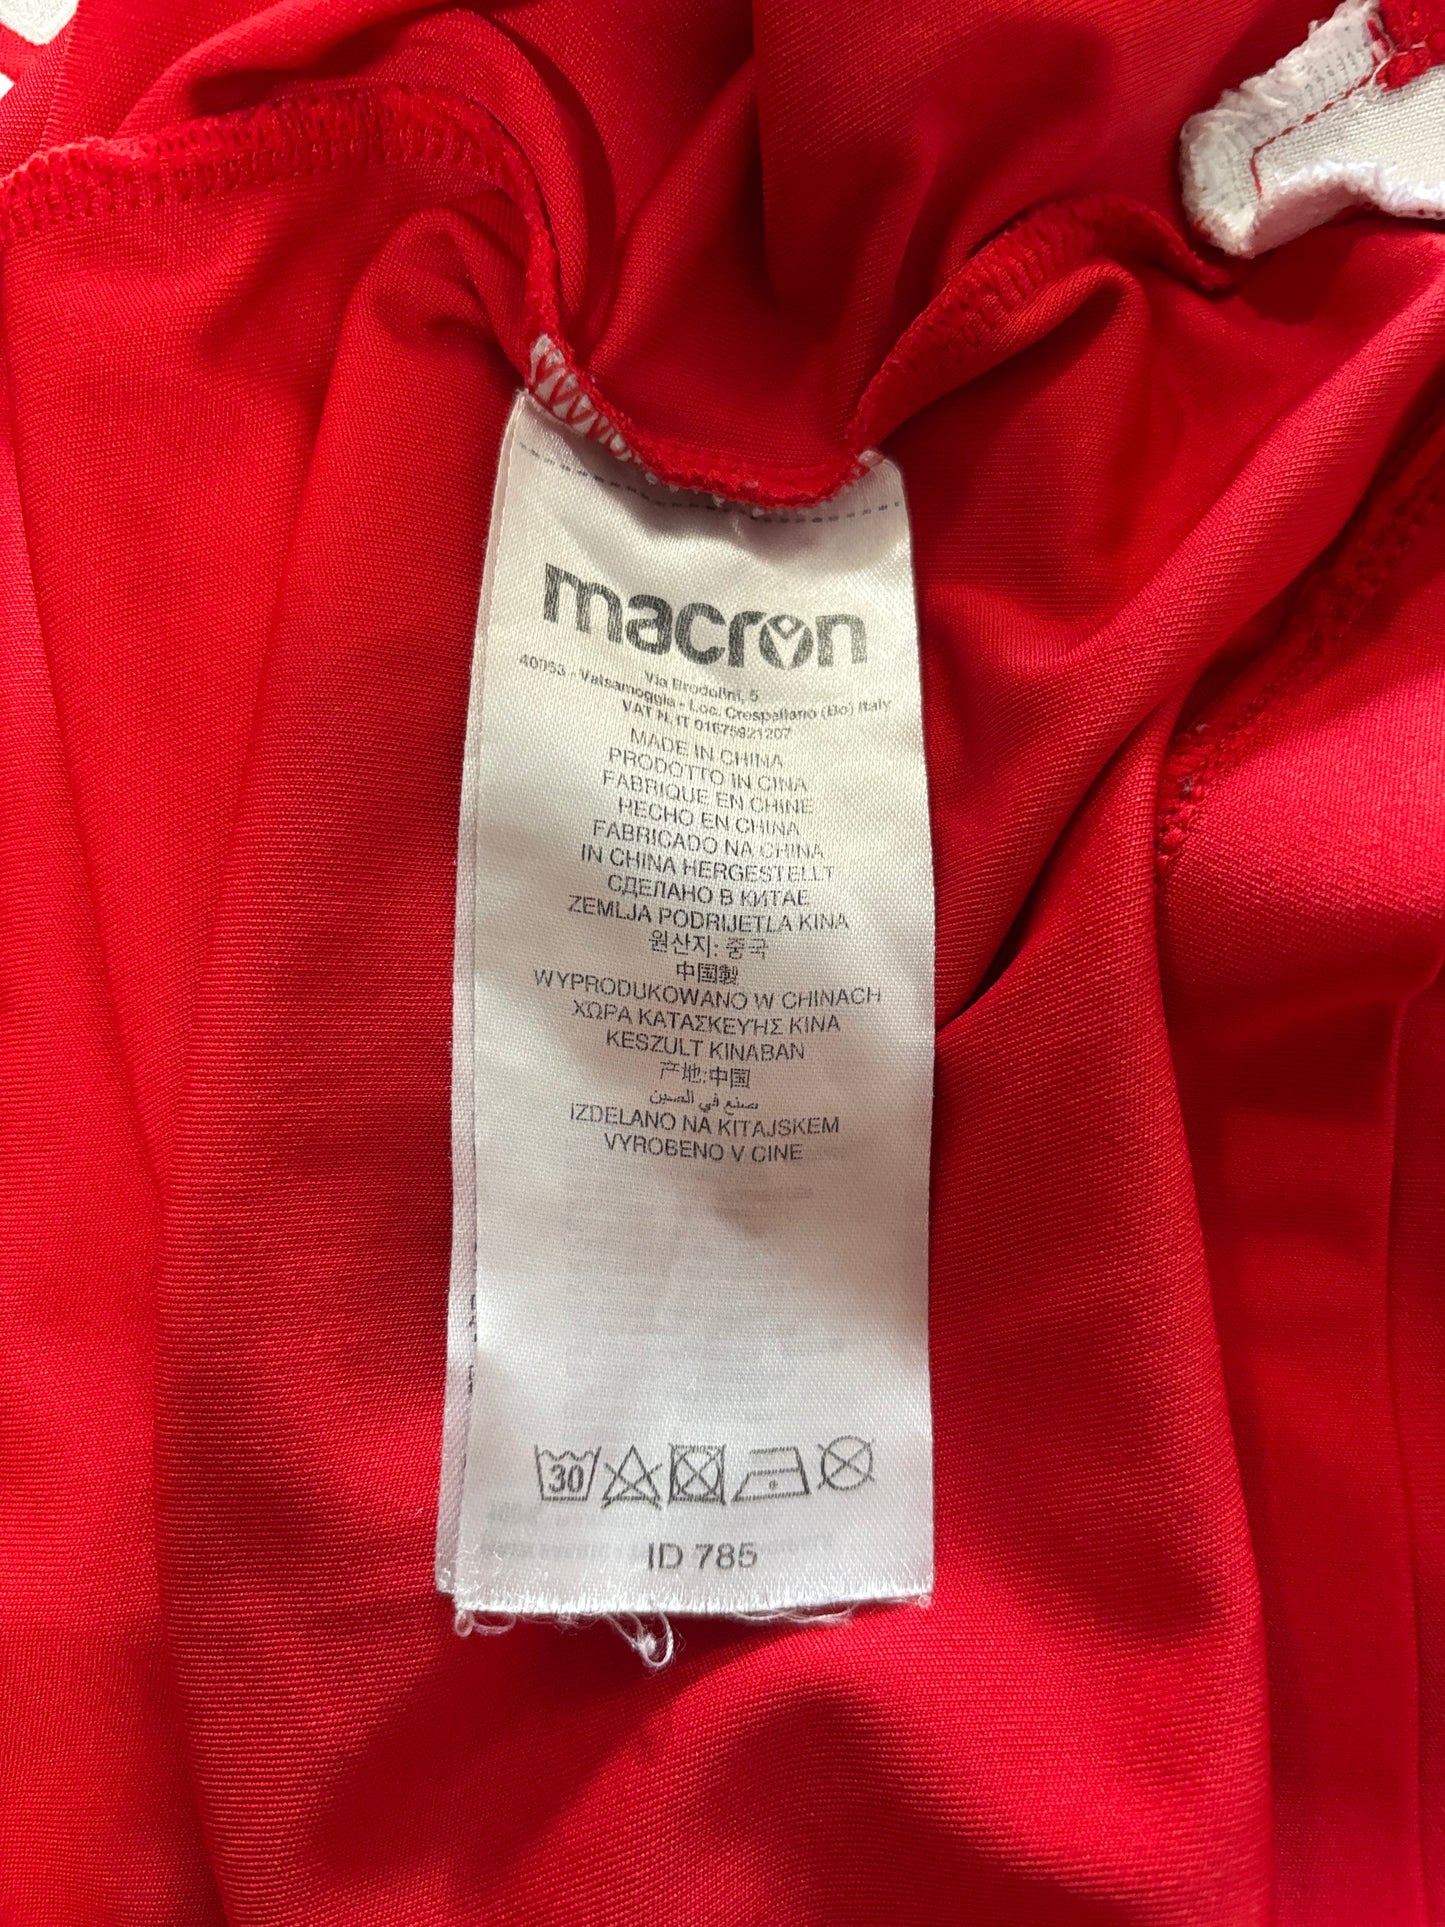 macron
Via Brodolini, 5
40053 - Valsamoggia - Loc. Crespellano (Bo) Italy
VAT N. IT 01675921207
MADE IN CHINA
PRODOTTO IN CINA
FABRIQUE EN CHINE
HECHO EN CHINA
FABRICADO NA CHINA
IN CHINA HERGESTELLT
СДЕЛАНО В КИТАЕ
ZEMLJA PODRIJETLA KINA
원산지: 중국
中国製
WYPRODUKOWANO W CHINACH
ΧΩΡΑ ΚΑΤΑΣΚΕΥΉΣ ΚΙΝΑ
KESZULT KINABAN
产地:中国
صنع في الصين
IZDELANO NA KITAJSKEM
VYROBENO V CINE
30
ID 785